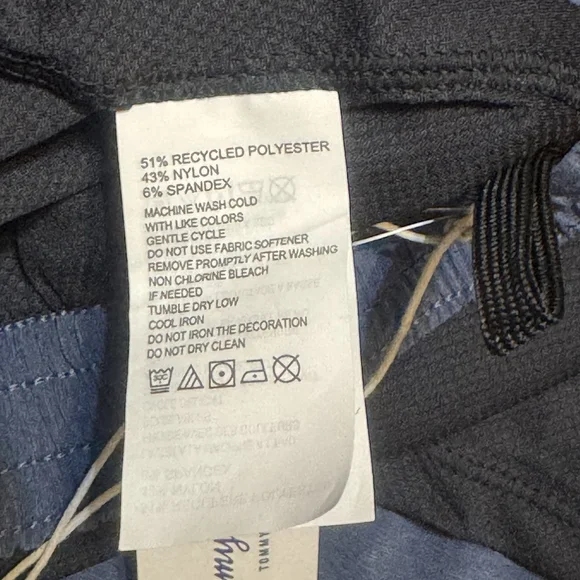 51% RECYCLED POLYESTER
43% NYLON
6% SPANDEX
MACHINE WASH COLD
WITH LIKE COLORS
GENTLE CYCLE
DO NOT USE FABRIC SOFTENER
REMOVE PROMPTLY AFTER WASHING
NON CHLORINE BLEACH
IF NEEDED
TUMBLE DRY LOW
COOL IRON
DO NOT IRON THE DECORATION
DO NOT DRY CLEAN